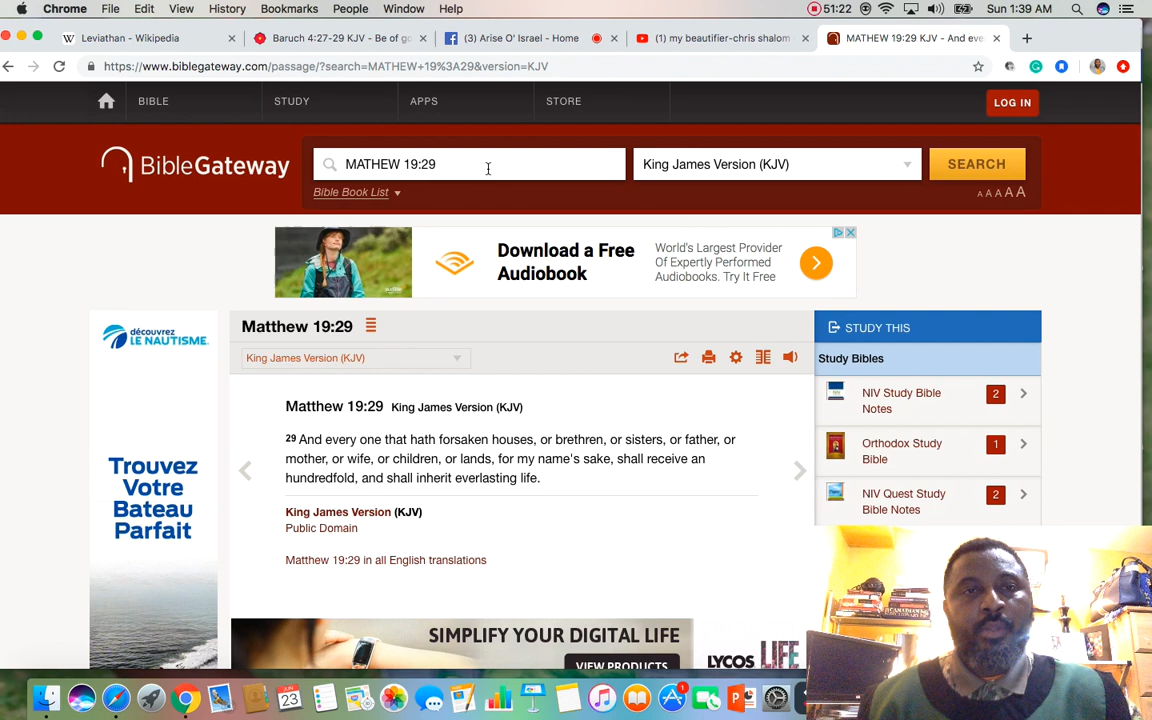 Chrome File Edit View History Bookmarks People Window Help 51:22 Sun 1:39 AM
Leviathan - Wikipedia Baruch 4:27-29 KJV - Be of go (3) Arise O' Israel - Home (1) my beautifier-chris shalom MATHEW 19:29 KJV - And eve
https://www.biblegateway.com/passage/?search=MATHEW+19%3A29&version=KJV
BIBLE STUDY APPS STORE LOG IN
BibleGateway MATHEW 19:29 King James Version (KJV) SEARCH
Bible Book List A A A A A
Download a Free
Audiobook
World's Largest Provider
Of Expertly Performed
Audiobooks. Try It Free
découvrez
LE NAUTISME.
Trouvez
Votre
Bateau
Parfait
Matthew 19:29
King James Version (KJV)
Matthew 19:29 King James Version (KJV)
29 And every one that hath forsaken houses, or brethren, or sisters, or father, or
mother, or wife, or children, or lands, for my name's sake, shall receive an
hundredfold, and shall inherit everlasting life.
King James Version (KJV)
Public Domain
Matthew 19:29 in all English translations
STUDY THIS
Study Bibles
NIV Study Bible
Notes
2
Orthodox Study
Bible
1
NIV Quest Study
Bible Notes
2
SIMPLIFY YOUR DIGITAL LIFE
VIEW PRODUCTS
LYCOS LIFE
JUN
23
1